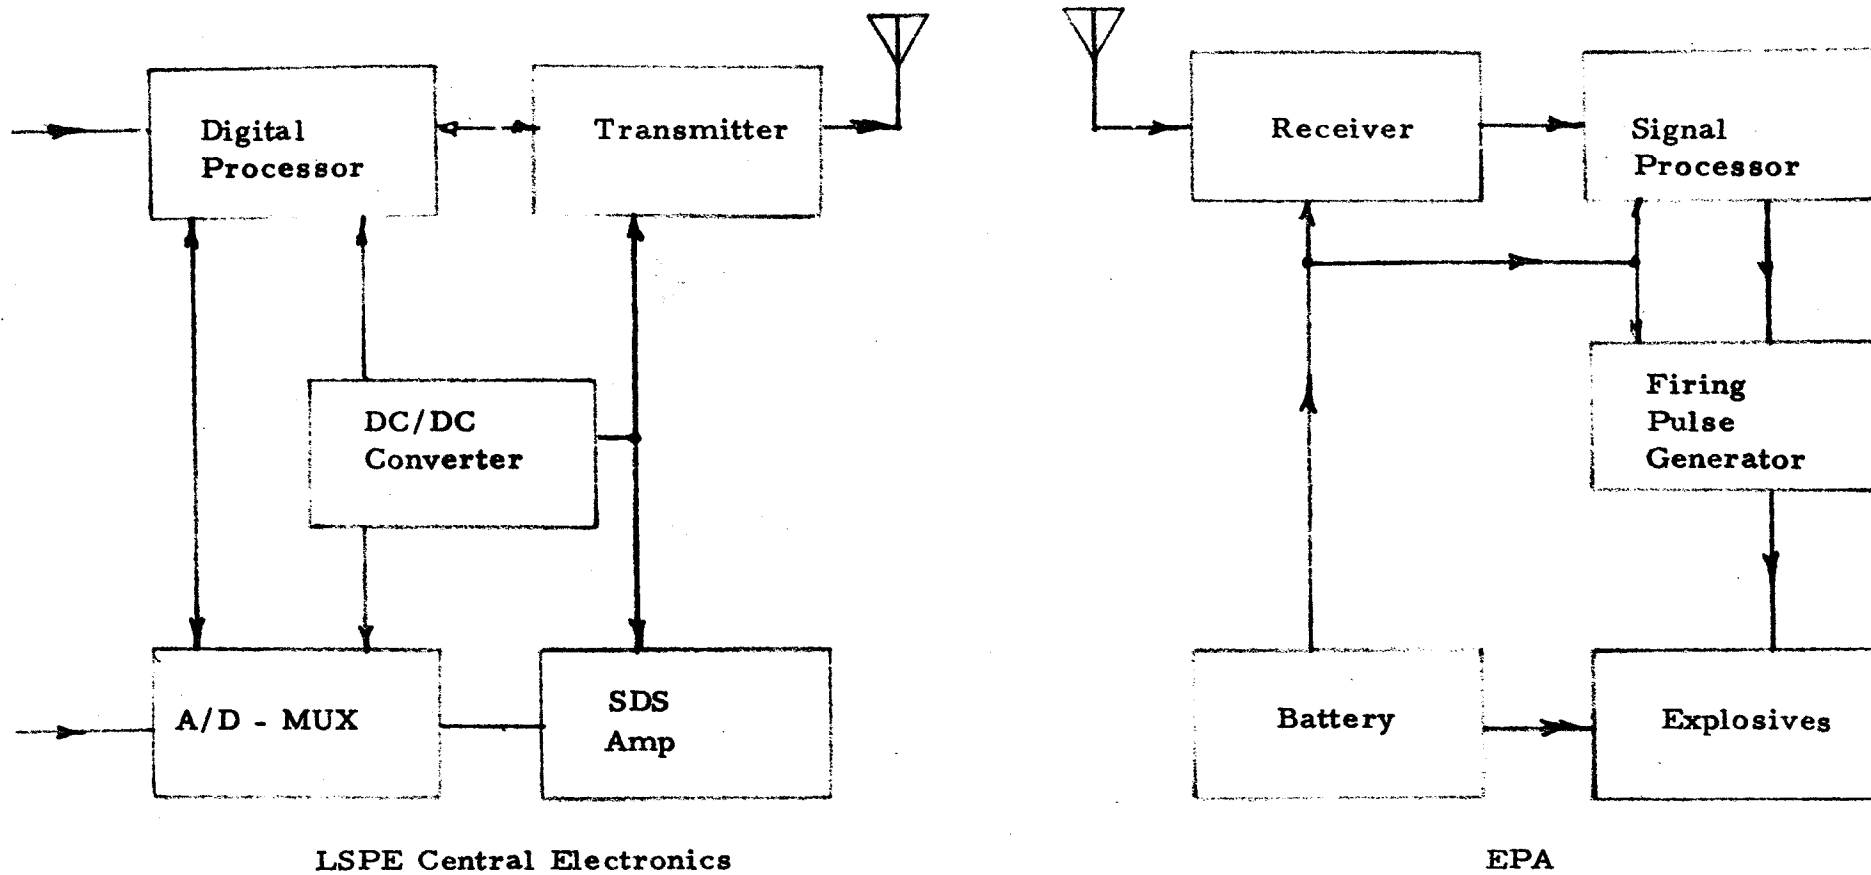 Digital
Processor
Transmitter
Receiver
Signal
Processor
DC/DC
Converter
Firing
Pulse
Generator
A/D - MUX
SDS
Amp
Battery
Explosives
LSPE Central Electronics
EPA